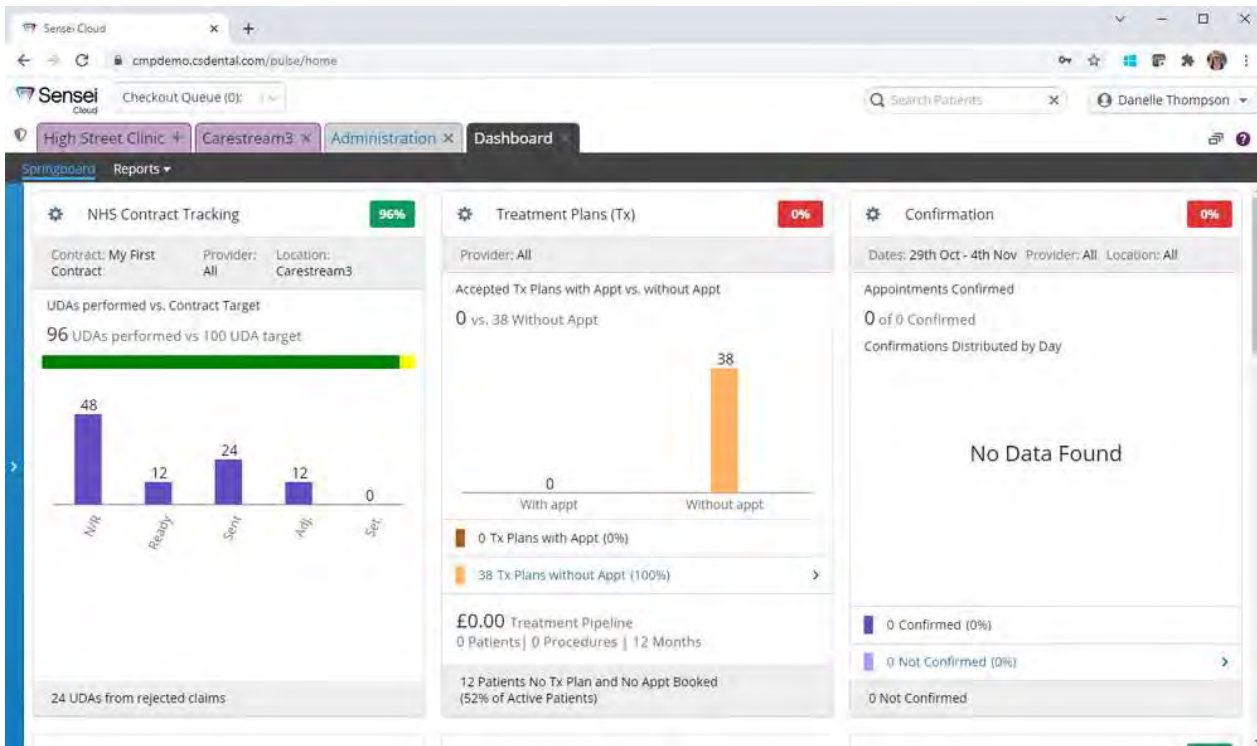 Sensei Cloud
cmpdemo.csdental.com/pulse/home
Sensei
Cloud
Checkout Queue (0):
Search Patients
Danelle Thompson
High Street Clinic
Carestream3
Administration
Dashboard
Springboard
Reports
NHS Contract Tracking
96%
Contract: My First Contract
Provider: All
Location: Carestream3
UDAs performed vs. Contract Target
96 UDAs performed vs 100 UDA target
48
12
24
12
0
N/R
Ready
Sent
Adj.
Set.
24 UDAs from rejected claims
Treatment Plans (Tx)
0%
Provider: All
Accepted Tx Plans with Appt vs. without Appt
0 vs. 38 Without Appt
38
0
With appt
Without appt
0 Tx Plans with Appt (0%)
38 Tx Plans without Appt (100%)
£0.00 Treatment Pipeline
0 Patients| 0 Procedures | 12 Months
12 Patients No Tx Plan and No Appt Booked
(52% of Active Patients)
Confirmation
0%
Dates: 29th Oct - 4th Nov Provider: All Location: All
Appointments Confirmed
0 of 0 Confirmed
Confirmations Distributed by Day
No Data Found
0 Confirmed (0%)
0 Not Confirmed (0%)
0 Not Confirmed